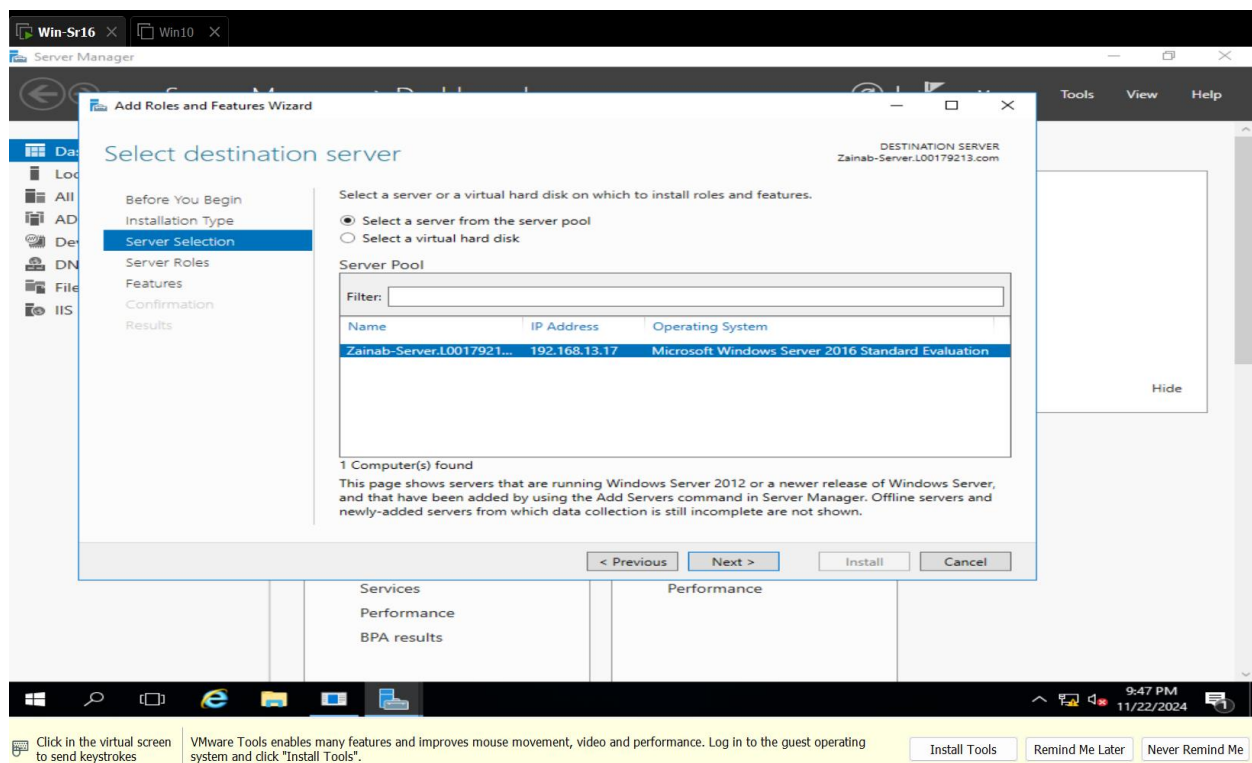 Win-Sr16
Win10
Server Manager
Tools View Help
Add Roles and Features Wizard
Select destination server
DESTINATION SERVER
Zainab-Server.L00179213.com
Before You Begin
Installation Type
Server Selection
Server Roles
Features
Confirmation
Results
Select a server or a virtual hard disk on which to install roles and features.
Select a server from the server pool
Select a virtual hard disk
Server Pool
Filter:
Name IP Address Operating System
Zainab-Server.L0017921... 192.168.13.17 Microsoft Windows Server 2016 Standard Evaluation
1 Computer(s) found
This page shows servers that are running Windows Server 2012 or a newer release of Windows Server,
and that have been added by using the Add Servers command in Server Manager. Offline servers and
newly-added servers from which data collection is still incomplete are not shown.
< Previous Next > Install Cancel
All
AD
DN
File
IIS
Hide
Services
Performance
BPA results
Performance
9:47 PM
11/22/2024
1
Click in the virtual screen
to send keystrokes
VMware Tools enables many features and improves mouse movement, video and performance. Log in to the guest operating
system and click "Install Tools".
Install Tools Remind Me Later Never Remind Me